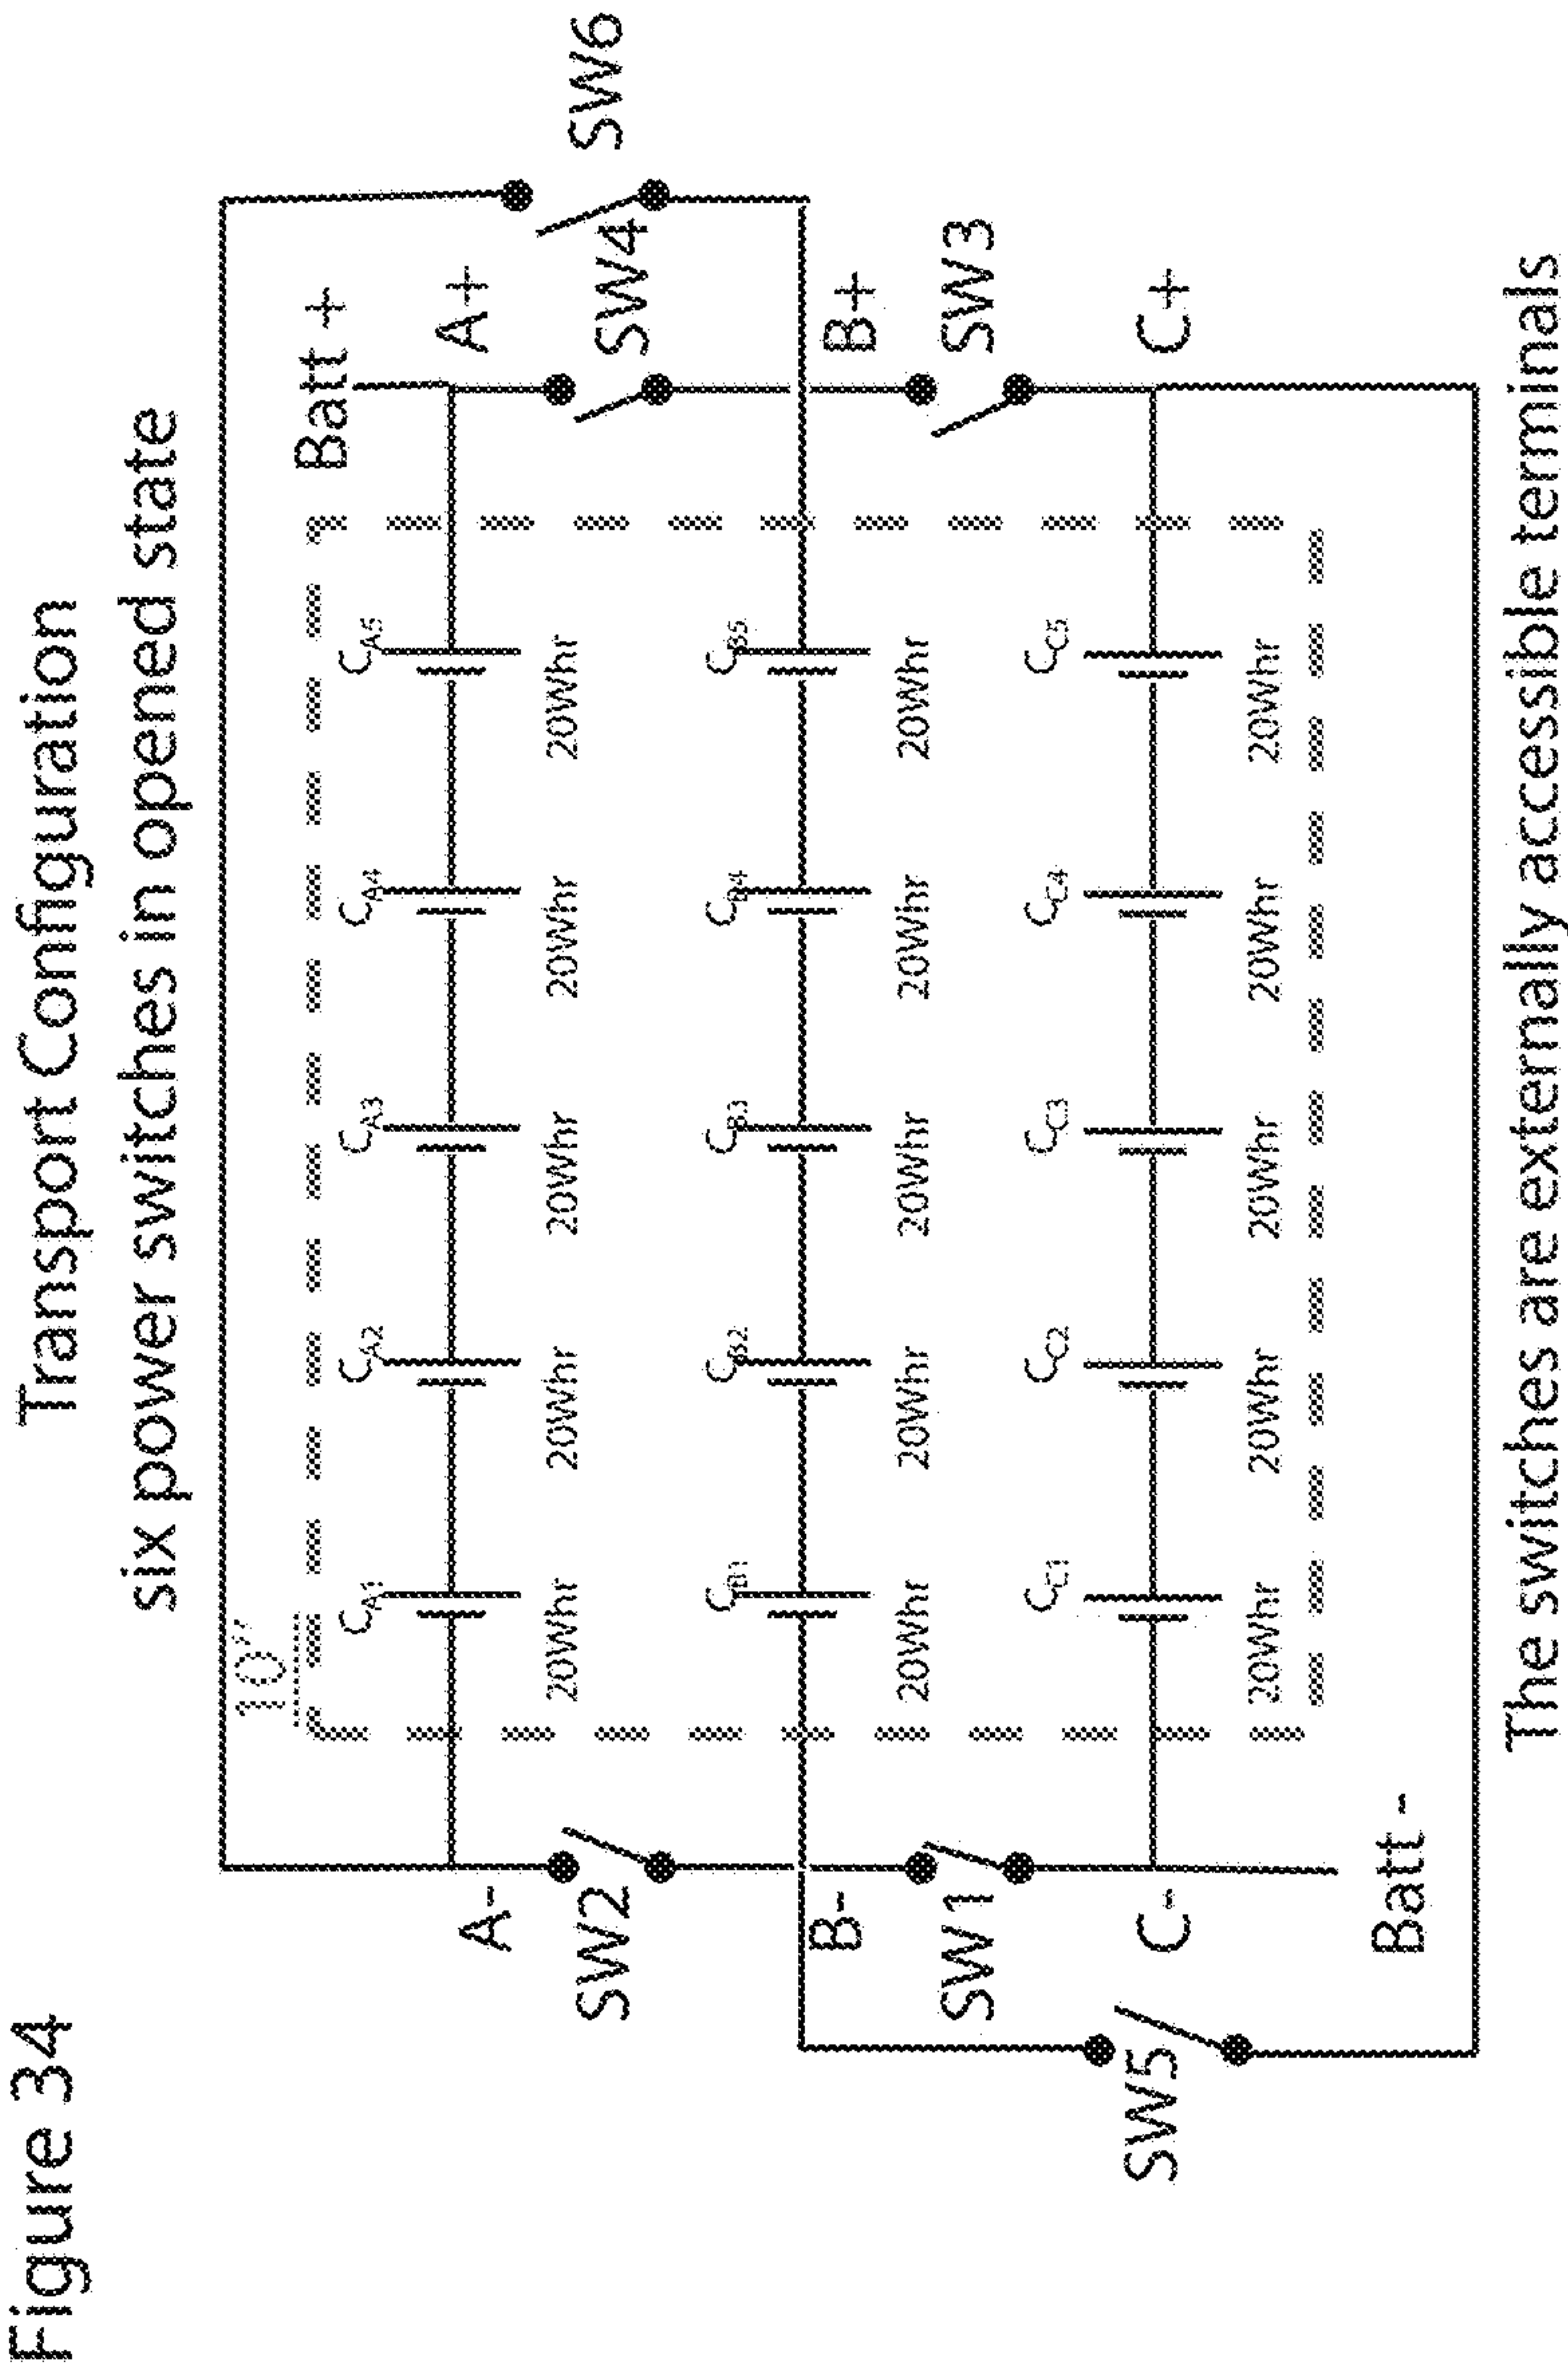 Figure 34
Transport Configuration
six power switches in opened state
10"
Batt +
A-
C_A1
C_A2
C_A3
C_A4
C_A5
A+
20Whr
20Whr
20Whr
20Whr
20Whr
SW2
SW4
SW6
B-
C_B1
C_B2
C_B3
C_B4
C_B5
B+
20Whr
20Whr
20Whr
20Whr
20Whr
SW1
SW3
C-
C_C1
C_C2
C_C3
C_C4
C_C5
C+
SW5
20Whr
20Whr
20Whr
20Whr
20Whr
Batt -
The switches are externally accessible terminals